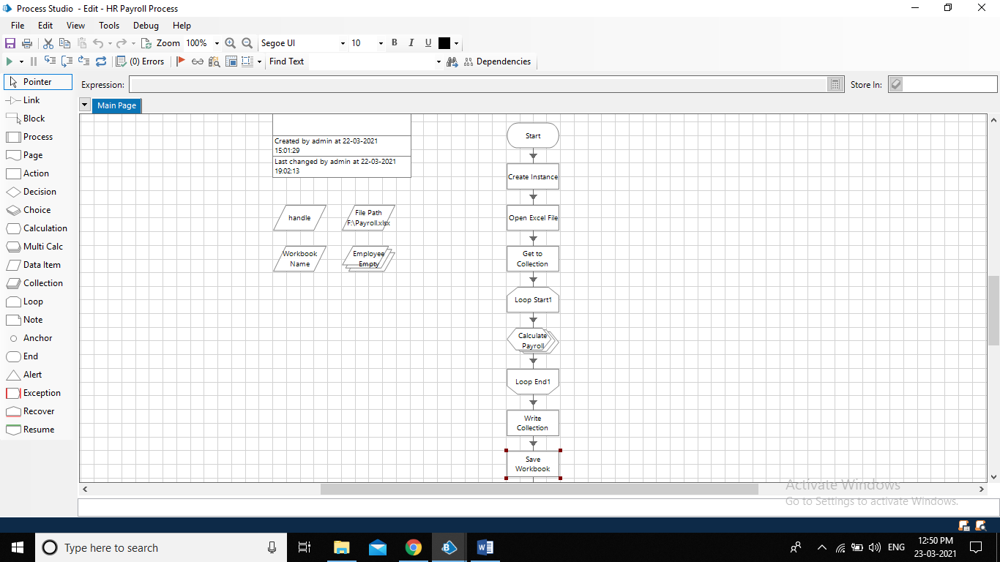 Process Studio - Edit - HR Payroll Process
File Edit View Tools Debug Help
Zoom 100% Segoe UI 10 B I U
(0) Errors Find Text Dependencies
Pointer
Link
Block
Process
Page
Action
Decision
Choice
Calculation
Multi Calc
Data Item
Collection
Loop
Note
Anchor
End
Alert
Exception
Recover
Resume
Expression: Store In:
Main Page
Created by admin at 22-03-2021
15:01:29
Last changed by admin at 22-03-2021
19:02:13
handle
File Path
F:\Payroll.xlsx
Workbook
Name
Employee
Empty
Start
Create Instance
Open Excel File
Get to
Collection
Loop Start1
Calculate
Payroll
Loop End1
Write
Collection
Save
Workbook
Activate Windows
Go to Settings to activate Windows.
Type here to search
ENG
12:50 PM
23-03-2021